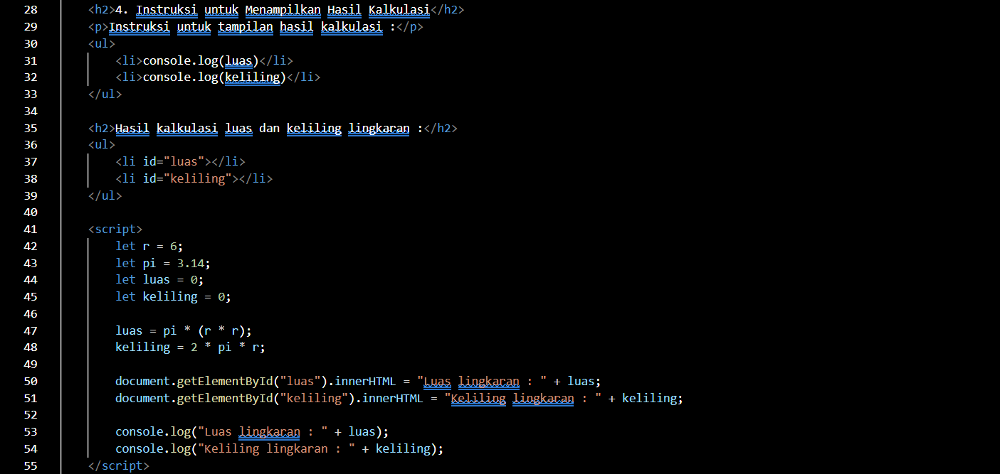 28 <h2>4. Instruksi untuk Menampilkan Hasil Kalkulasi</h2>
29 <p>Instruksi untuk tampilan hasil kalkulasi :</p>
30 <ul>
31 <li>console.log(luas)</li>
32 <li>console.log(keliling)</li>
33 </ul>
34
35 <h2>Hasil kalkulasi luas dan keliling lingkaran :</h2>
36 <ul>
37 <li id="luas"></li>
38 <li id="keliling"></li>
39 </ul>
40
41 <script>
42 let r = 6;
43 let pi = 3.14;
44 let luas = 0;
45 let keliling = 0;
46
47 luas = pi * (r * r);
48 keliling = 2 * pi * r;
49
50 document.getElementById("luas").innerHTML = "Luas lingkaran : " + luas;
51 document.getElementById("keliling").innerHTML = "Keliling lingkaran : " + keliling;
52
53 console.log("Luas lingkaran : " + luas);
54 console.log("Keliling lingkaran : " + keliling);
55 </script>